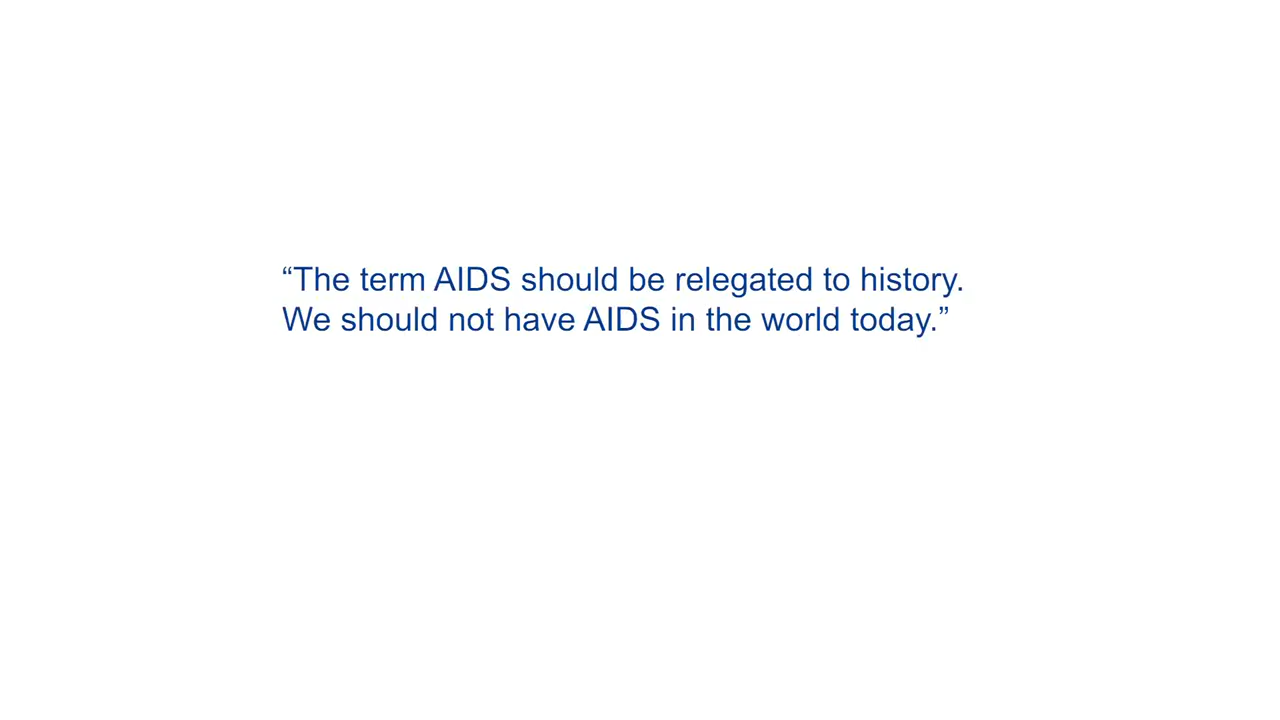 “The term AIDS should be relegated to history.
We should not have AIDS in the world today.”